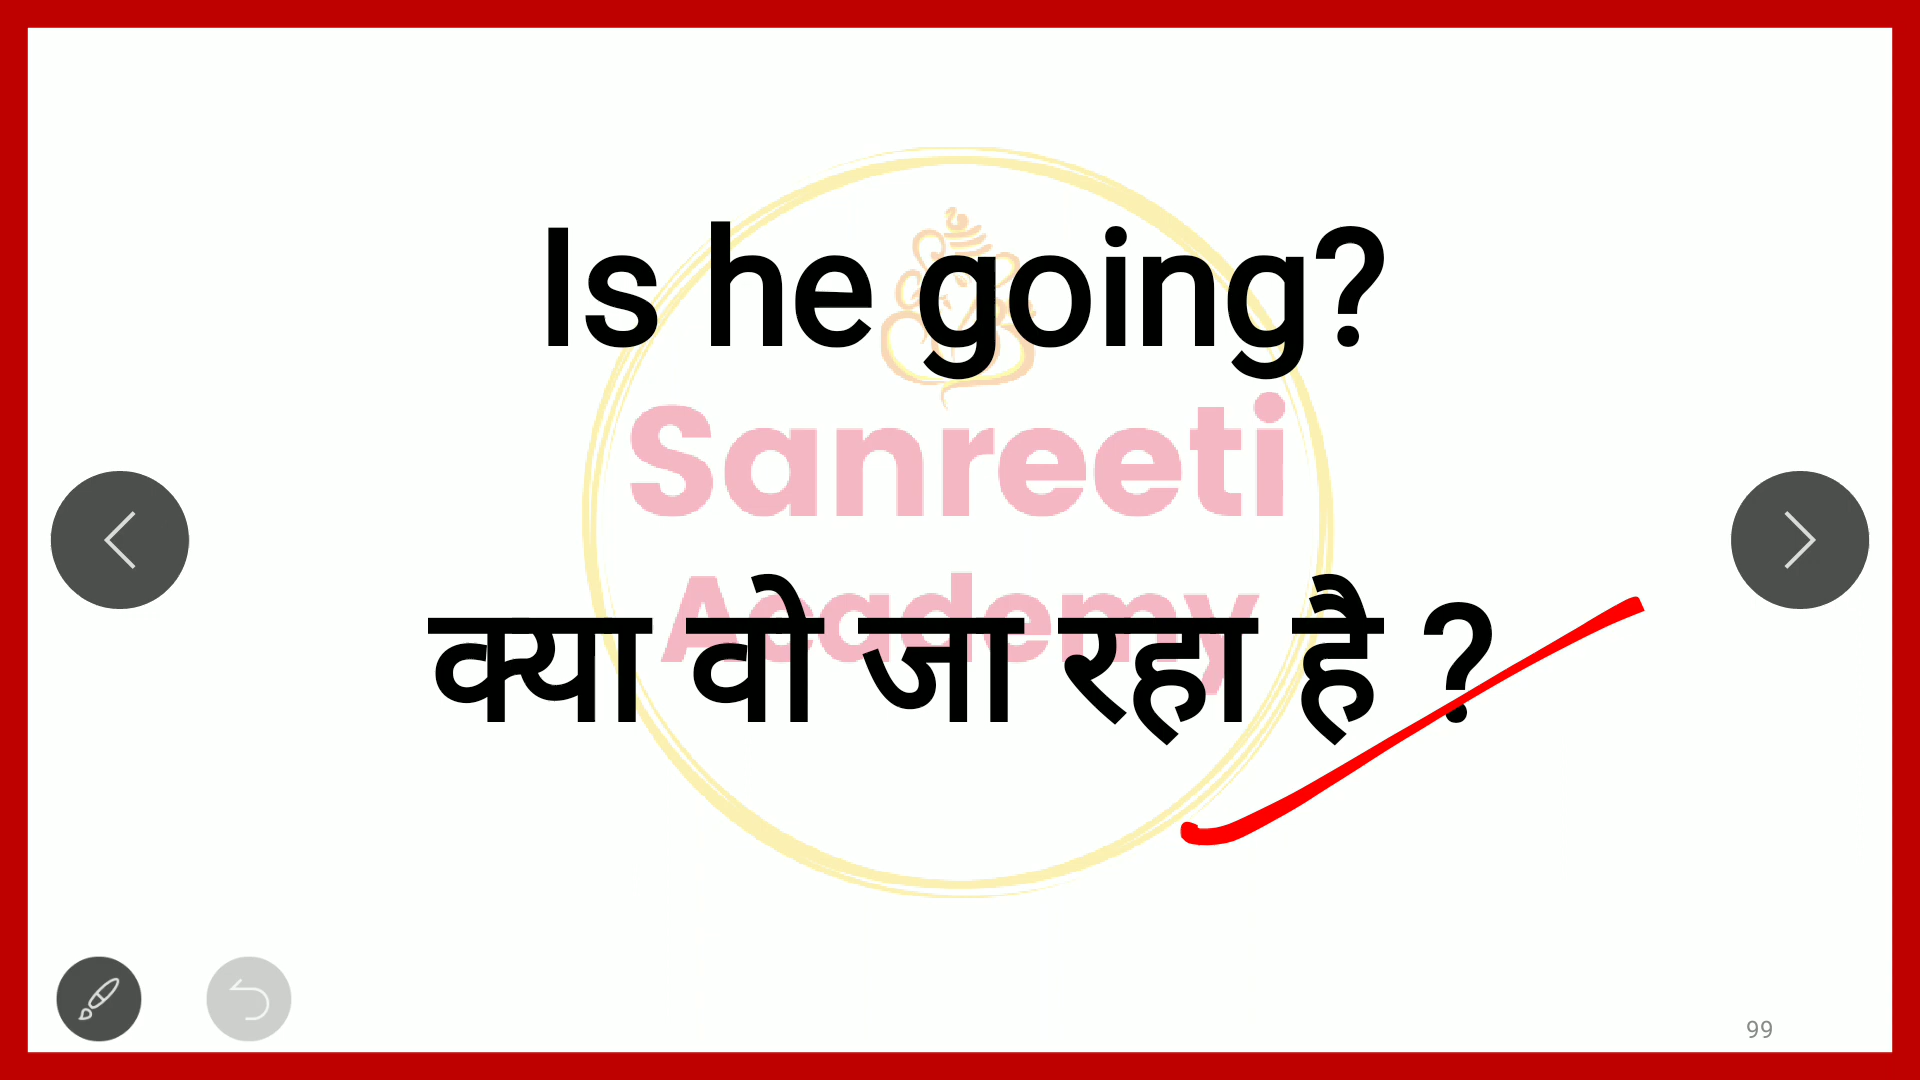 Is he going?
Sanreeti
Academy
क्या वो जा रहा है ?
99